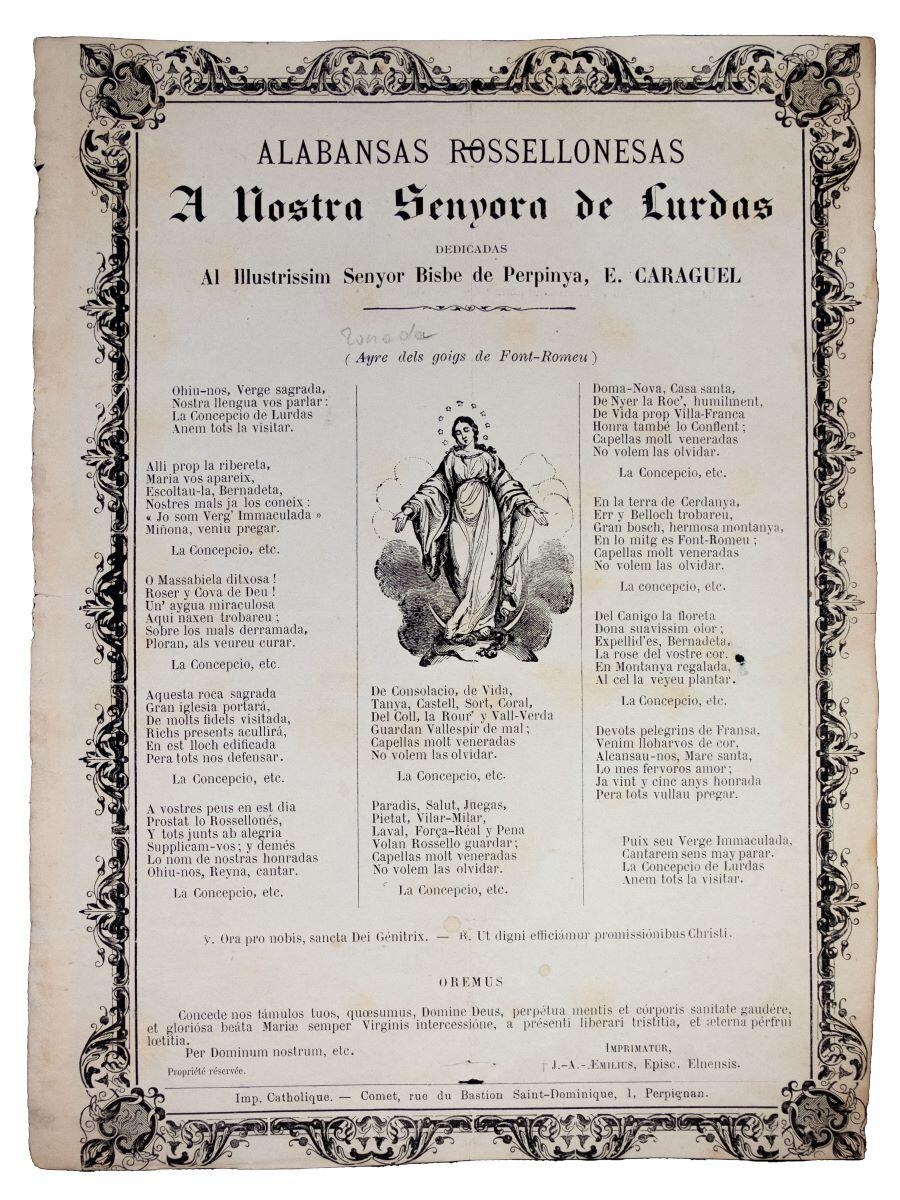 ALABANSAS ROSSELLONESAS
A Nostra Senyora de Lurdas
DEDICADAS
Al Illustrissim Senyor Bisbe de Perpinya, E. CARAGUEL
Tonada
( Ayre dels goigs de Font-Romeu )
Ohiu-nos, Verge sagrada,
Nostra llengua vos parlar :
La Concepcio de Lurdas
Anem tots la visitar.
Alli prop la ribereta,
Maria vos apareix,
Escoltau-la, Bernadeta,
Nostres mals ja los coneix :
« Jo som Verg' Immaculada »
Miñona, veniu pregar.
La Concepcio, etc.
O Massabiela ditxosa !
Roser y Cova de Deu !
Un' aygua miraculosa
Aqui naxen trobareu ;
Sobre los mals derramada,
Ploran, als veureu curar.
La Concepcio, etc.
Aquesta roca sagrada
Gran iglesia portará,
De molts fidels visitada,
Richs presents acullirá,
En est lloch edificada
Pera tots nos defensar.
La Concepcio, etc.
A vostres peus en est dia
Prostat lo Rossellonés,
Y tots junts ab alegria
Supplicam-vos ; y demés
Lo nom de nostras honradas
Ohiu-nos, Reyna, cantar.
La Concepcio, etc.
De Consolacio, de Vida,
Tanya, Castell, Sort, Coral,
Del Coll, la Rour' y Vall-Verda
Guardan Vallespir de mal ;
Capellas molt veneradas
No volem las olvidar.
La Concepcio, etc.
Paradis, Salut, Juegas,
Pietat, Vilar-Milar,
Laval, Força-Réal y Pena
Volan Rossello guardar ;
Capellas molt veneradas
No volem las olvidar.
La Concepcio, etc.
Doma-Nova, Casa santa,
De Nyer la Roc', humilment,
De Vida prop Villa-Franca
Honra també lo Conflent ;
Capellas molt veneradas
No volem las olvidar.
La Concepcio, etc.
En la terra de Cerdanya,
Err y Belloch trobareu,
Gran bosch, hermosa montanya,
En lo mitg es Font-Romeu ;
Capellas molt veneradas
No volem las olvidar.
La concepcio, etc.
Del Canigo la floreta
Dona suavissim olor ;
Expellid'es, Bernadeta,
La rose del vostre cor.
En Montanya regalada,
Al cel la veyeu plantar.
La Concepcio, etc.
Devots pelegrins de Fransa,
Venim lloharvos de cor,
Alcansau-nos, Mare santa,
Lo mes fervoros amor ;
Ja vint y cinc anys honrada
Pera tots vullau pregar.
Puix seu Verge Immaculada,
Cantarem sens may parar.
La Concepcio de Lurdas
Anem tots la visitar.
℣. Ora pro nobis, sancta Dei Génitrix. — ℟. Ut digni efficiámur promissiónibus Christi.
OREMUS
Concede nos támulos tuos, quœsumus, Domine Deus, perpétua mentis et córporis sanitate gaudére,
et gloriósa beáta Mariæ semper Virginis intercessióne, a présenti liberari tristitia, et æterna pérfrui
lœtitia.
Per Dominum nostrum, etc.
IMPRIMATUR,
† J.-A.-ÆMILIUS, Episc. Elnensis.
Propriété réservée.
Imp. Catholique. — Comet, rue du Bastion Saint-Dominique, 1, Perpignan.